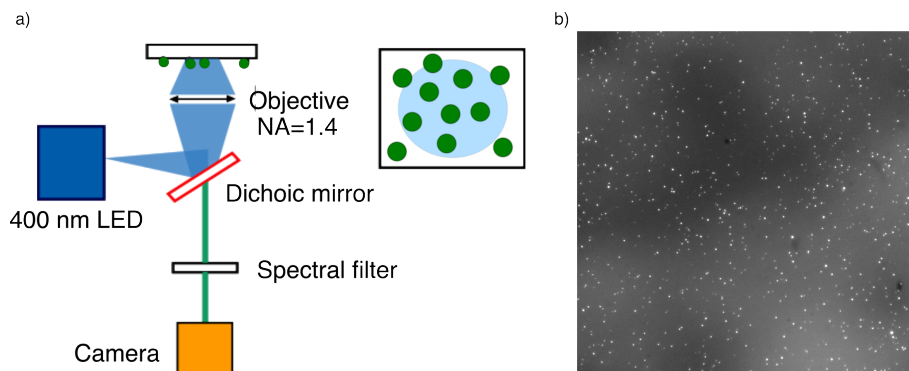 a)
b)
Objective
NA=1.4
Dichoic mirror
400 nm LED
Spectral filter
Camera